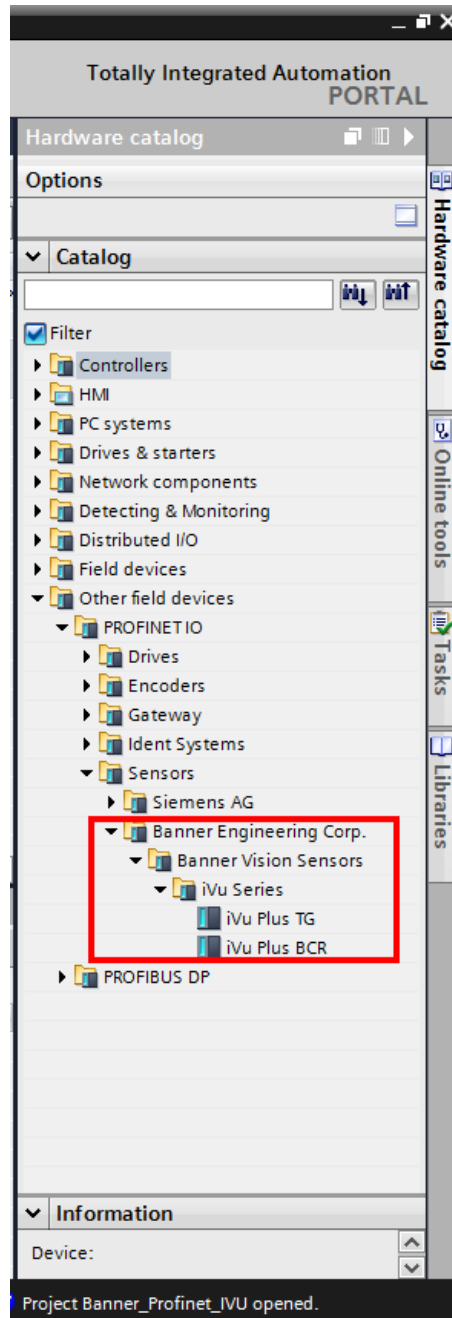 Totally Integrated Automation
PORTAL
Hardware catalog
Options
Catalog
Filter
Controllers
HMI
PC systems
Drives & starters
Network components
Detecting & Monitoring
Distributed I/O
Field devices
Other field devices
PROFINET IO
Drives
Encoders
Gateway
Ident Systems
Sensors
Siemens AG
Banner Engineering Corp.
Banner Vision Sensors
iVu Series
iVu Plus TG
iVu Plus BCR
PROFIBUS DP
Information
Device:
Project Banner_Profinet_IVU opened.
Hardware catalog
Online tools
Tasks
Libraries